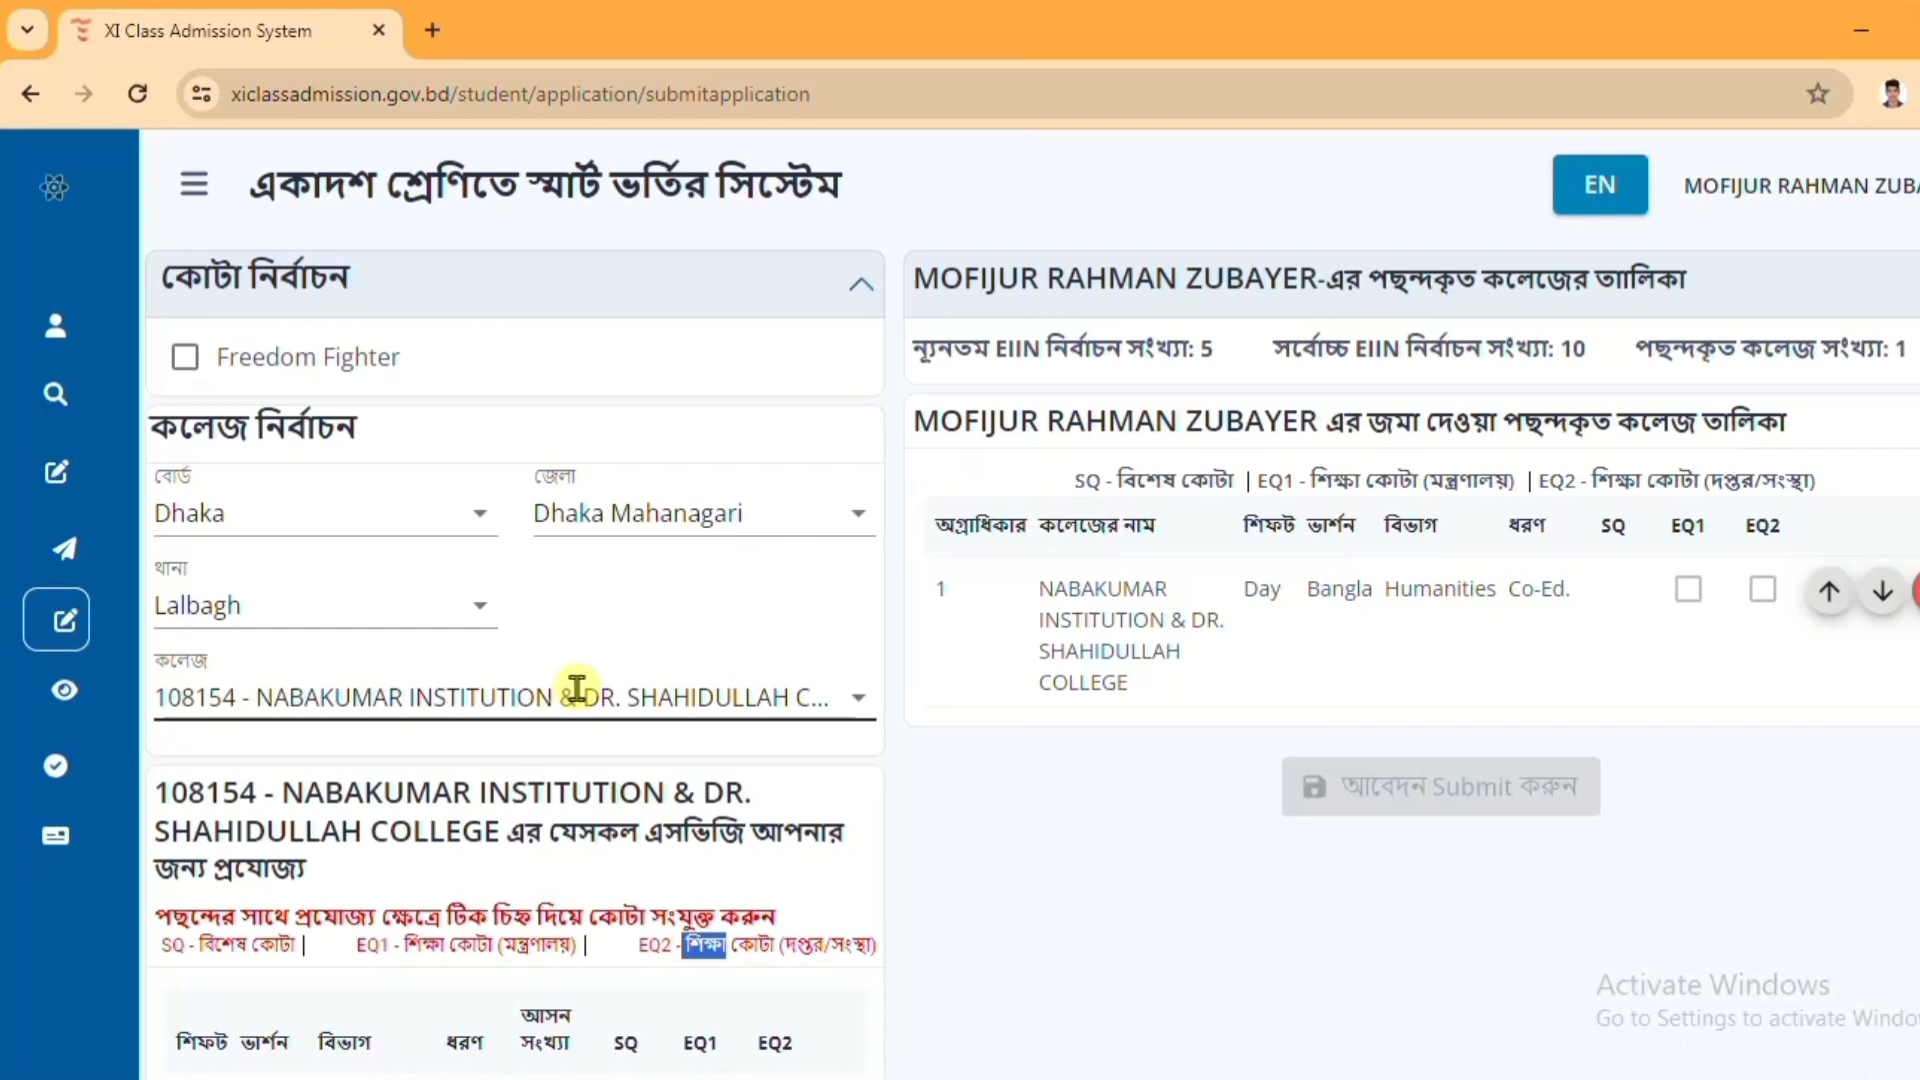 XI Class Admission System
xiclassadmission.gov.bd/student/application/submitapplication
একাদশ শ্রেণিতে স্মার্ট ভর্তির সিস্টেম
EN
MOFIJUR RAHMAN
কোটা নির্বাচন
Freedom Fighter
কলেজ নির্বাচন
বোর্ড
জেলা
Dhaka
Dhaka Mahanagari
থানা
Lalbagh
কলেজ
108154 - NABAKUMAR INSTITUTION & DR. SHAHIDULLAH C...
108154 - NABAKUMAR INSTITUTION & DR.
SHAHIDULLAH COLLEGE এর যেসকল এসভিজি আপনার
জন্য প্রযোজ্য
পছন্দের সাথে প্রযোজ্য ক্ষেত্রে টিক চিহ্ন দিয়ে কোটা সংযুক্ত করুন
SQ - বিশেষ কোটা | EQ1 - শিক্ষা কোটা (মন্ত্রণালয়) | EQ2 - শিক্ষা কোটা (দপ্তর/সংস্থা)
শিফট ভার্শন বিভাগ ধরণ আসন সংখ্যা SQ EQ1 EQ2
MOFIJUR RAHMAN ZUBAYER-এর পছন্দকৃত কলেজের তাালিকা
ন্যূনতম EIIN নির্বাচন সংখ্যা: 5
সর্বোচ্চ EIIN নির্বাচন সংখ্যা: 10
পছন্দকৃত কলেজ সংখ্যা: 1
MOFIJUR RAHMAN ZUBAYER এর জমা দেওয়া পছন্দকৃত কলেজ তালিকা
SQ - বিশেষ কোটা | EQ1 - শিক্ষা কোটা (মন্ত্রণালয়) | EQ2 - শিক্ষা কোটা (দপ্তর/সংস্থা)
অগ্রাধিকার কলেজের নাম শিফট ভার্শন বিভাগ ধরণ SQ EQ1 EQ2
1 NABAKUMAR Day Bangla Humanities Co-Ed.
INSTITUTION & DR.
SHAHIDULLAH
COLLEGE
আবেদন Submit করুন
Activate Windows
Go to Settings to activate